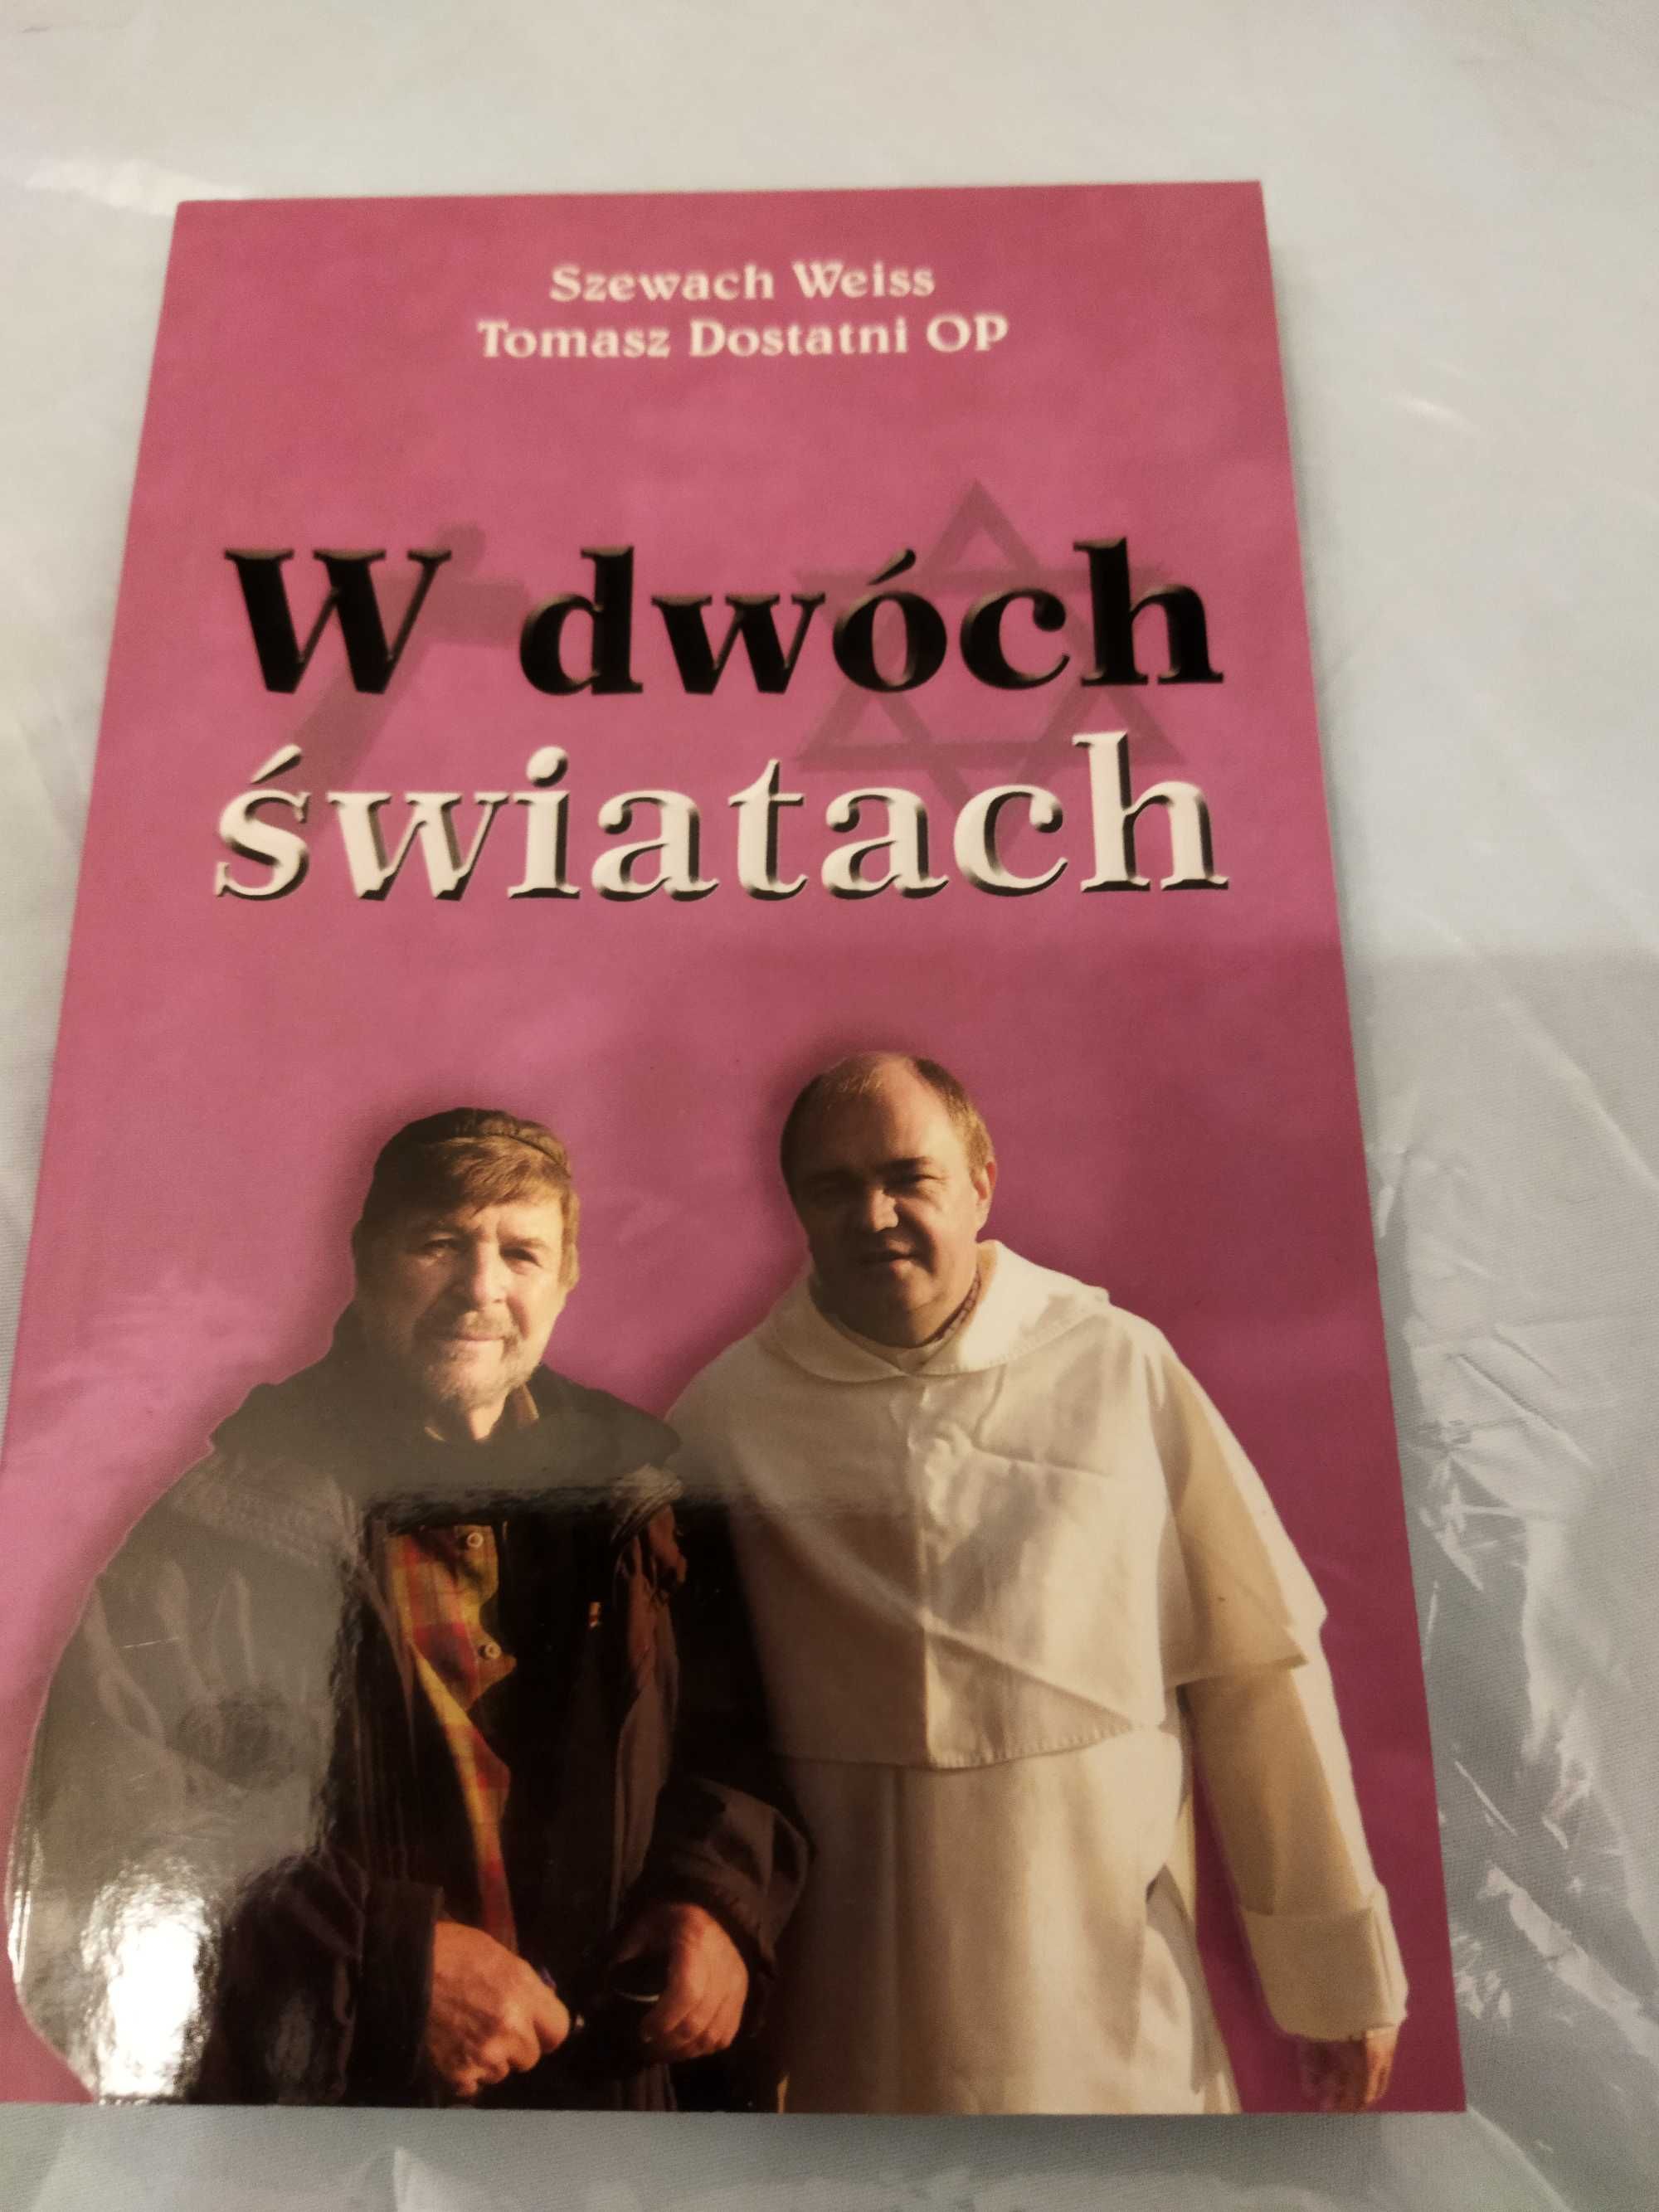 Szewach Weiss
Tomasz Dostatni OP
W dwóch
światach